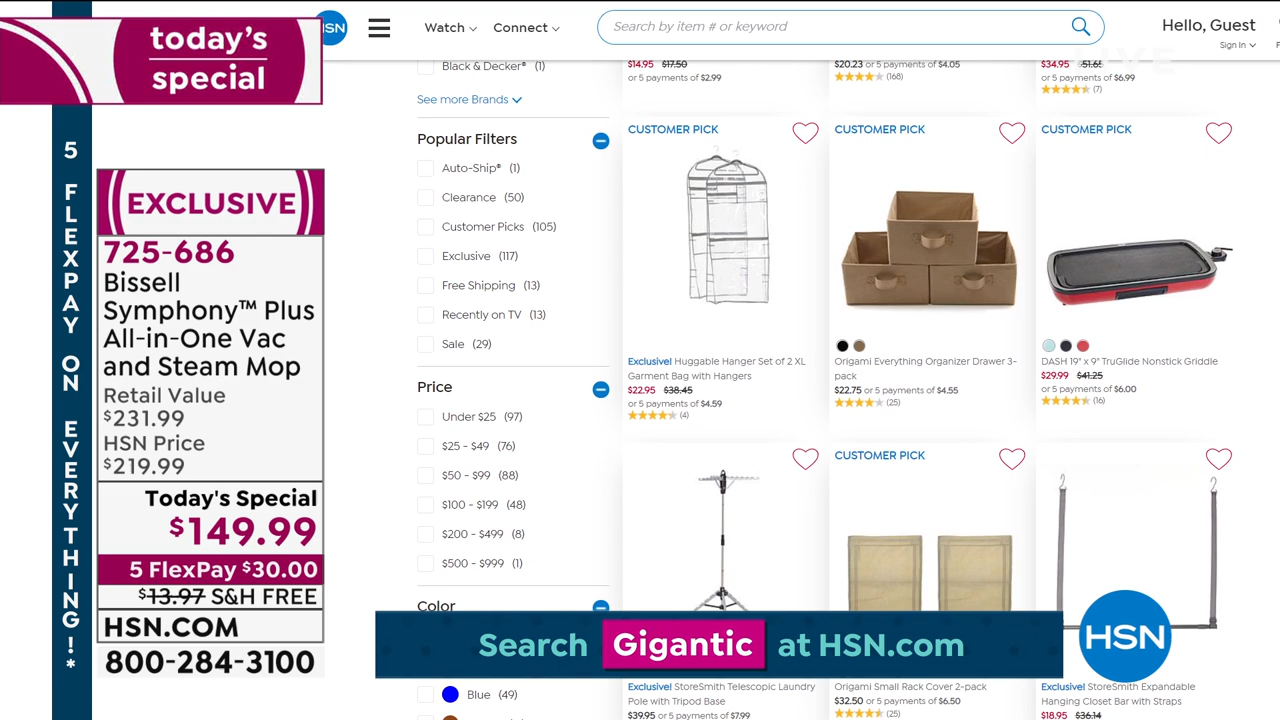 today's
special
5 FLEXPAY ON EVERYTHING!*
EXCLUSIVE
725-686
Bissell
Symphony™ Plus
All-in-One Vac
and Steam Mop
Retail Value
$231.99
HSN Price
$219.99
Today's Special
$149.99
5 FlexPay $30.00
$13.97 S&H FREE
HSN.COM
800-284-3100
HSN
Watch
Connect
Search by item # or keyword
Hello, Guest
Sign In
LIVE
Black & Decker® (1)
See more Brands
Popular Filters
Auto-Ship® (1)
Clearance (50)
Customer Picks (105)
Exclusive (117)
Free Shipping (13)
Recently on TV (13)
Sale (29)
Price
Under $25 (97)
$25 - $49 (76)
$50 - $99 (88)
$100 - $199 (48)
$200 - $499 (8)
$500 - $999 (1)
Color
Blue (49)
$14.95 $17.50
or 5 payments of $2.99
$20.23 or 5 payments of $4.05
(168)
$34.95 $51.65
or 5 payments of $6.99
(7)
CUSTOMER PICK
Exclusive! Huggable Hanger Set of 2 XL
Garment Bag with Hangers
$22.95 $38.45
or 5 payments of $4.59
(4)
CUSTOMER PICK
Origami Everything Organizer Drawer 3-
pack
$22.75 or 5 payments of $4.55
(25)
CUSTOMER PICK
DASH 19" x 9" TruGlide Nonstick Griddle
$29.99 $41.25
or 5 payments of $6.00
(16)
Exclusive! StoreSmith Telescopic Laundry
Pole with Tripod Base
$39.95 or 5 payments of $7.99
CUSTOMER PICK
Origami Small Rack Cover 2-pack
$32.50 or 5 payments of $6.50
(25)
Exclusive! StoreSmith Expandable
Hanging Closet Bar with Straps
$18.95 $36.14
Search Gigantic at HSN.com
HSN